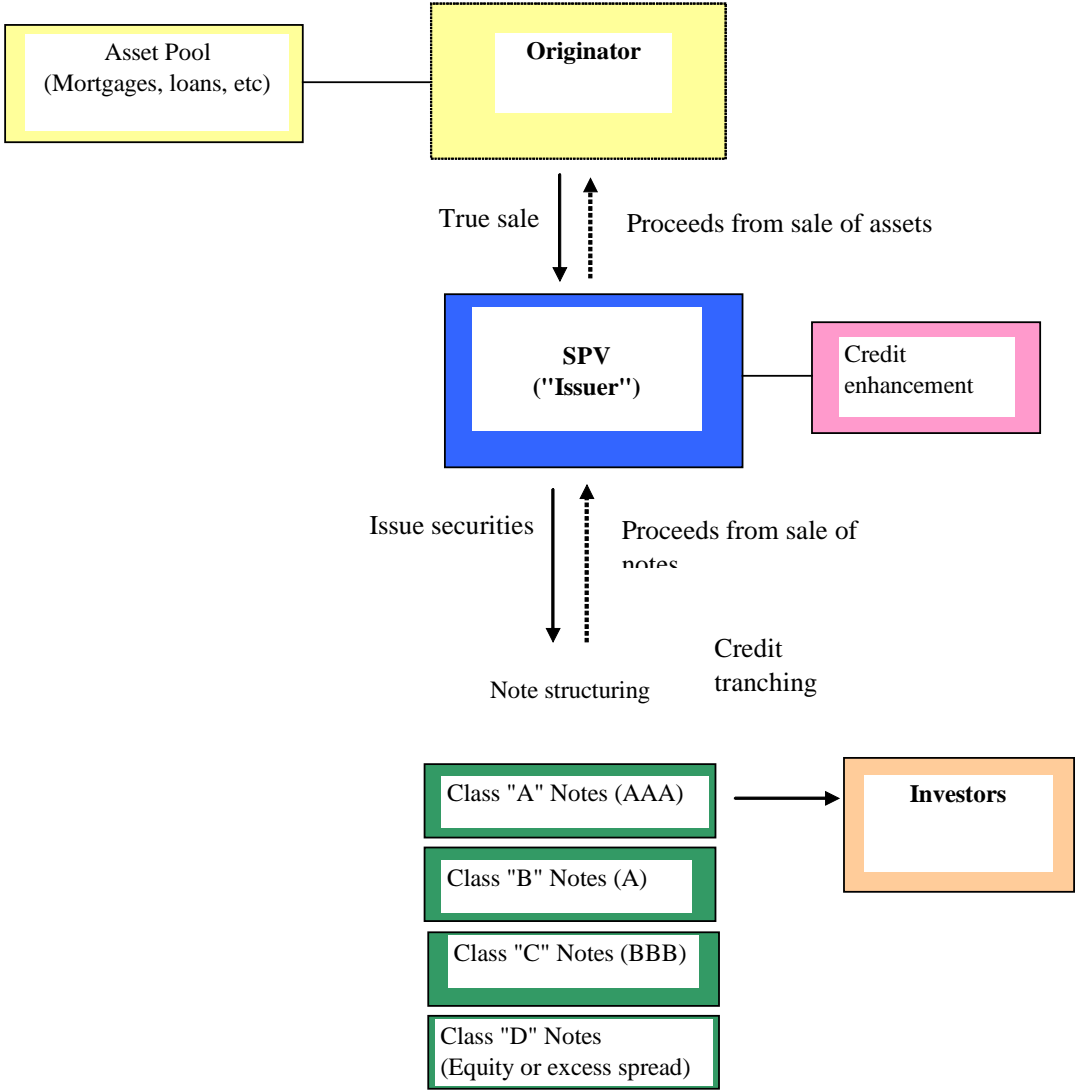 Asset Pool
(Mortgages, loans, etc)
Originator
True sale
Proceeds from sale of assets
SPV
("Issuer")
Credit
enhancement
Issue securities
Proceeds from sale of
notes
Credit
tranching
Note structuring
Class "A" Notes (AAA)
Investors
Class "B" Notes (A)
Class "C" Notes (BBB)
Class "D" Notes
(Equity or excess spread)